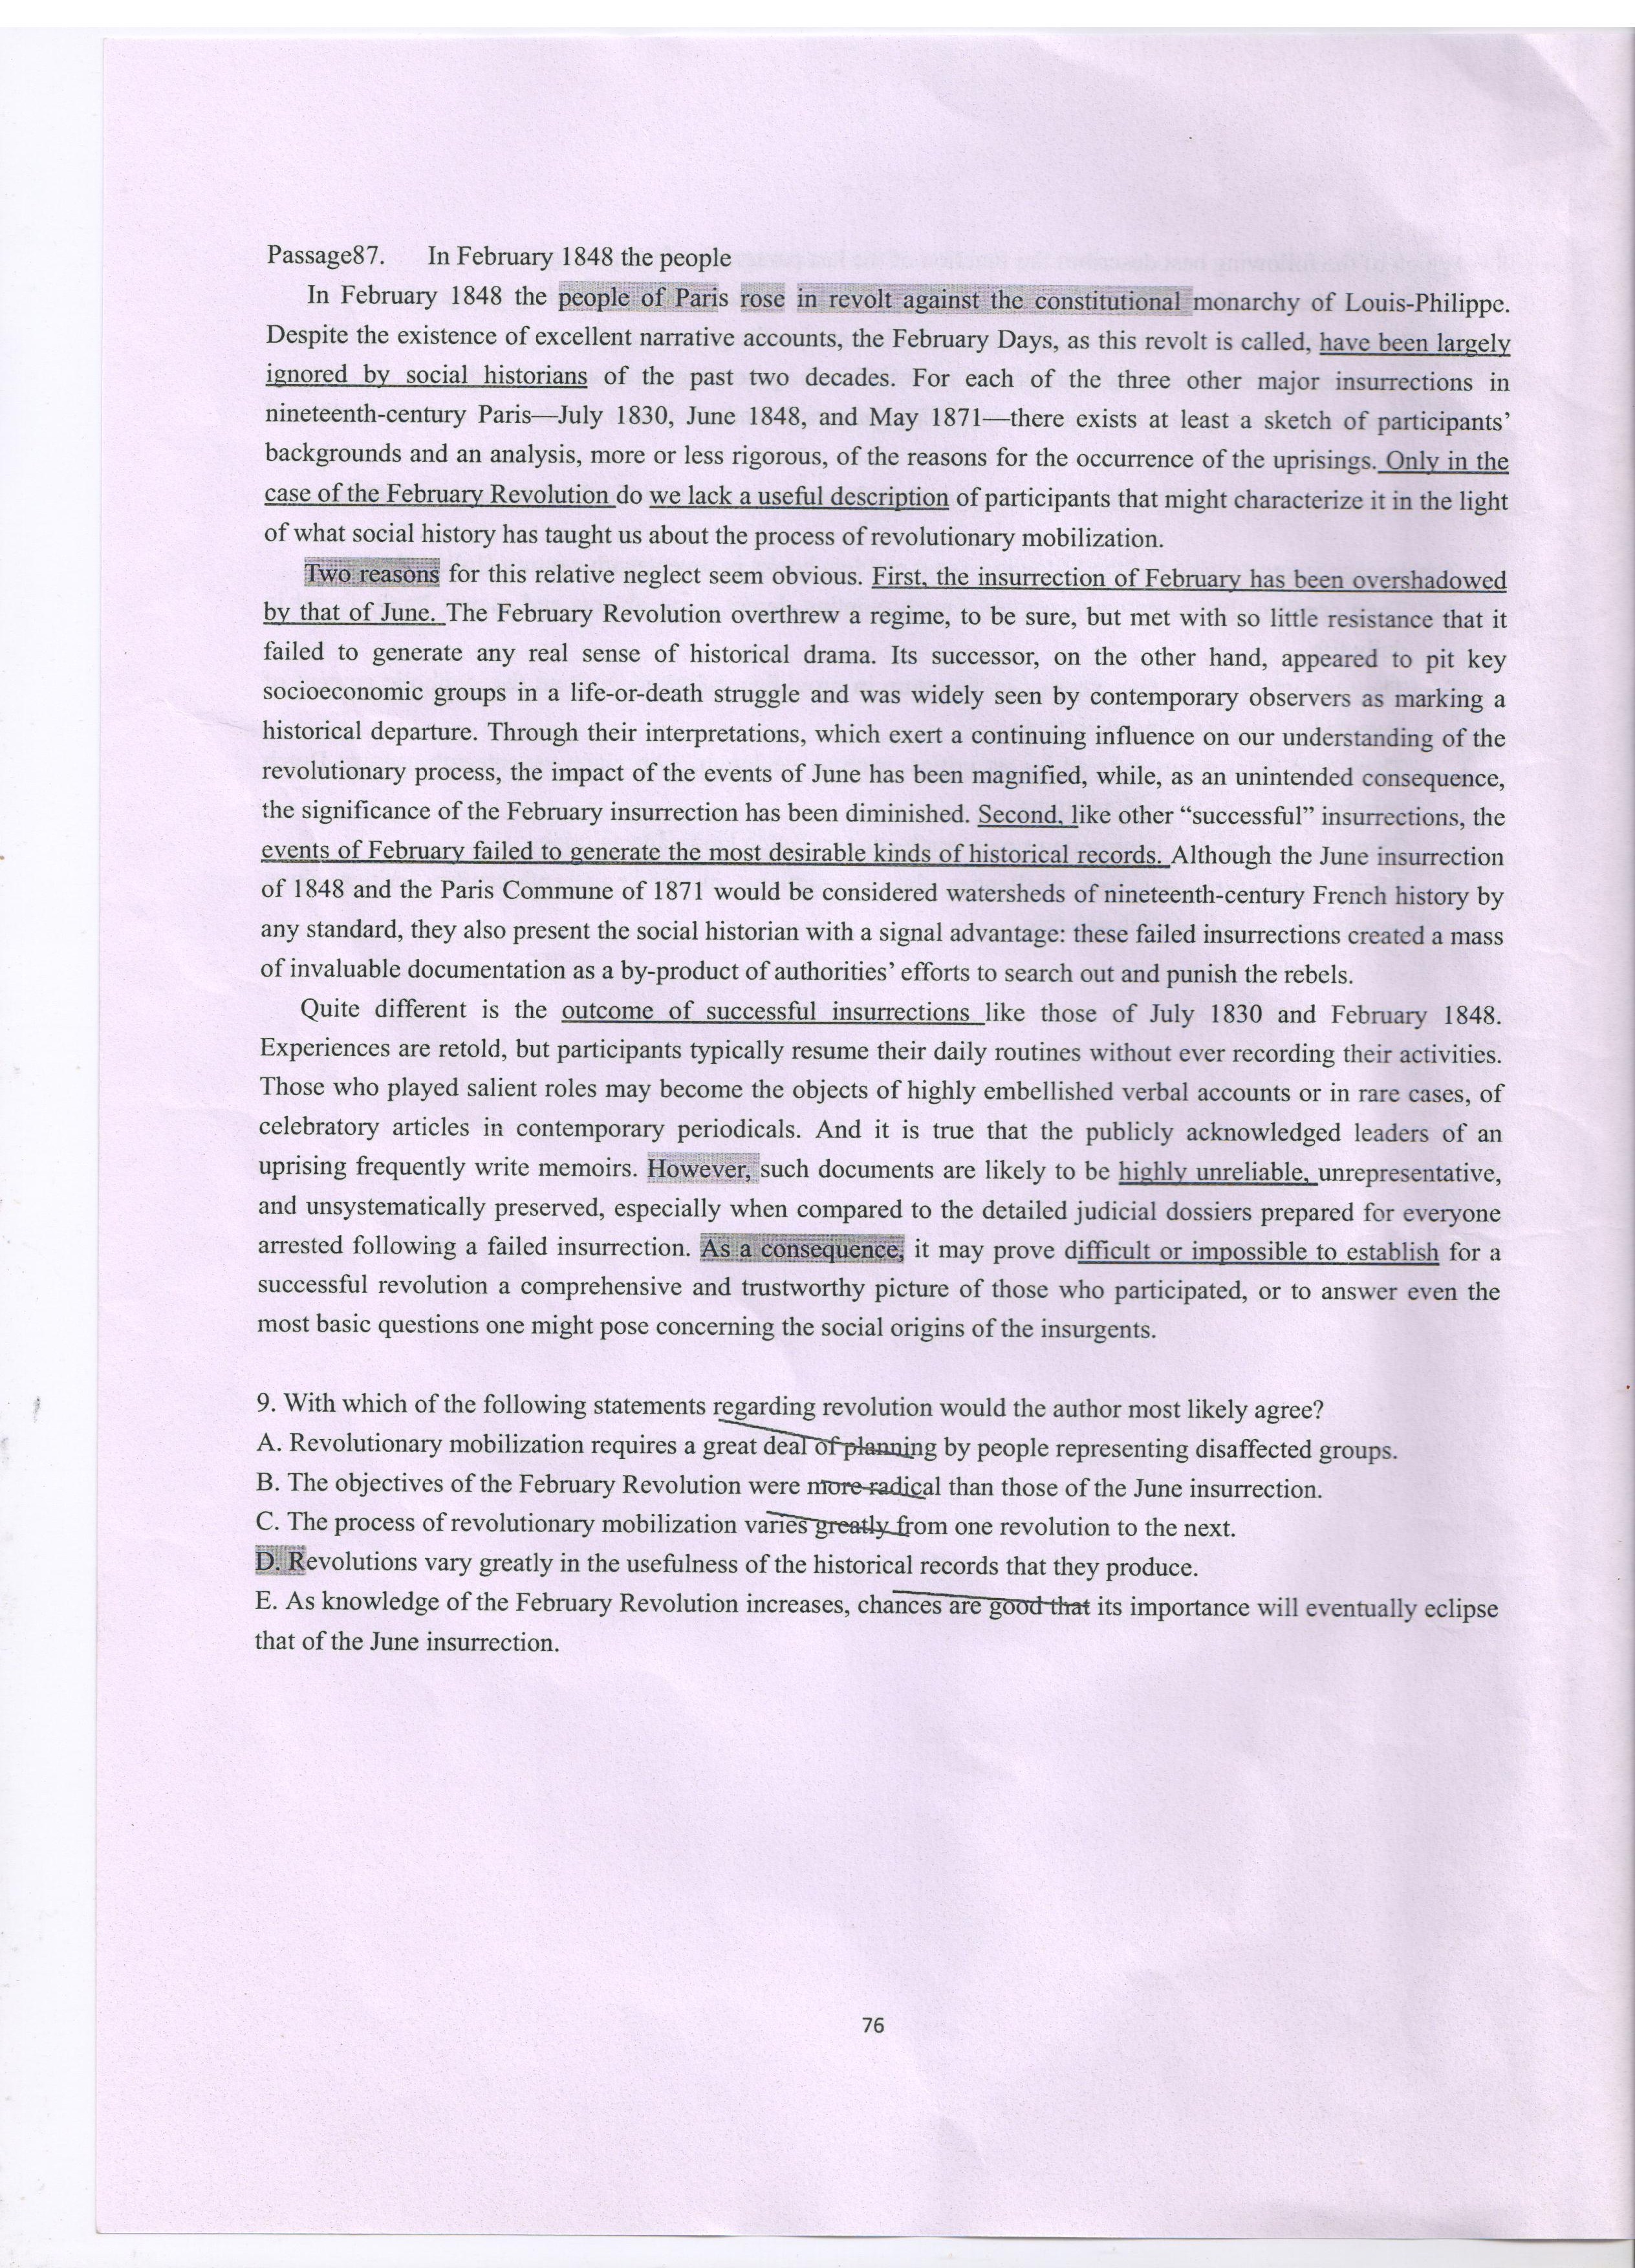 Passage87. In February 1848 the people
In February 1848 the people of Paris rose in revolt against the constitutional monarchy of Louis-Philippe.
Despite the existence of excellent narrative accounts, the February Days, as this revolt is called, have been largely
ignored by social historians of the past two decades. For each of the three other major insurrections in
nineteenth-century Paris—July 1830, June 1848, and May 1871—there exists at least a sketch of participants’
backgrounds and an analysis, more or less rigorous, of the reasons for the occurrence of the uprisings. Only in the
case of the February Revolution do we lack a useful description of participants that might characterize it in the light
of what social history has taught us about the process of revolutionary mobilization.
Two reasons for this relative neglect seem obvious. First, the insurrection of February has been overshadowed
by that of June. The February Revolution overthrew a regime, to be sure, but met with so little resistance that it
failed to generate any real sense of historical drama. Its successor, on the other hand, appeared to pit key
socioeconomic groups in a life-or-death struggle and was widely seen by contemporary observers as marking a
historical departure. Through their interpretations, which exert a continuing influence on our understanding of the
revolutionary process, the impact of the events of June has been magnified, while, as an unintended consequence,
the significance of the February insurrection has been diminished. Second, like other “successful” insurrections, the
events of February failed to generate the most desirable kinds of historical records. Although the June insurrection
of 1848 and the Paris Commune of 1871 would be considered watersheds of nineteenth-century French history by
any standard, they also present the social historian with a signal advantage: these failed insurrections created a mass
of invaluable documentation as a by-product of authorities’ efforts to search out and punish the rebels.
Quite different is the outcome of successful insurrections like those of July 1830 and February 1848.
Experiences are retold, but participants typically resume their daily routines without ever recording their activities.
Those who played salient roles may become the objects of highly embellished verbal accounts or in rare cases, of
celebratory articles in contemporary periodicals. And it is true that the publicly acknowledged leaders of an
uprising frequently write memoirs. However, such documents are likely to be highly unreliable, unrepresentative,
and unsystematically preserved, especially when compared to the detailed judicial dossiers prepared for everyone
arrested following a failed insurrection. As a consequence, it may prove difficult or impossible to establish for a
successful revolution a comprehensive and trustworthy picture of those who participated, or to answer even the
most basic questions one might pose concerning the social origins of the insurgents.
9. With which of the following statements regarding revolution would the author most likely agree?
A. Revolutionary mobilization requires a great deal of planning by people representing disaffected groups.
B. The objectives of the February Revolution were more radical than those of the June insurrection.
C. The process of revolutionary mobilization varies greatly from one revolution to the next.
D. Revolutions vary greatly in the usefulness of the historical records that they produce.
E. As knowledge of the February Revolution increases, chances are good that its importance will eventually eclipse
that of the June insurrection.
76